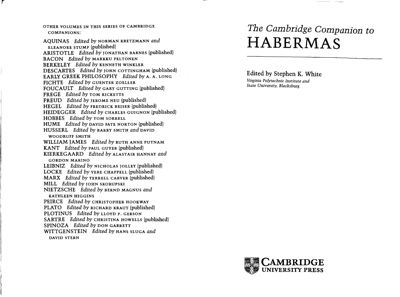 OTHER VOLUMES IN THIS SERIES OF CAMBRIDGE
COMPANIONS:
AQUINAS Edited by NORMAN KRETZMANN and
ELEANORE STUMP (published)
ARISTOTLE Edited by JONATHAN BARNES (published)
BACON Edited by MARKKU PELTONEN
BERKELEY Edited by KENNETH WINKLER
DESCARTES Edited by JOHN COTTINGHAM (published)
EARLY GREEK PHILOSOPHY Edited by A. A. LONG
FICHTE Edited by GUENTER ZOELLER
FOUCAULT Edited by GARY GUTTING (published)
FREGE Edited by TOM RICKETTS
FREUD Edited by JEROME NEU (published)
HEGEL Edited by FREDERICK BEISER (published)
HEIDEGGER Edited by CHARLES GUIGNON (published)
HOBBES Edited by TOM SORRELL
HUME Edited by DAVID FATE NORTON (published)
HUSSERL Edited by BARRY SMITH and DAVID
WOODRUFF SMITH
WILLIAM JAMES Edited by RUTH ANNE PUTNAM
KANT Edited by PAUL GUYER (published)
KIERKEGAARD Edited by ALASTAIR HANNAY and
GORDON MARINO
LEIBNIZ Edited by NICHOLAS JOLLEY (published)
LOCKE Edited by VERE CHAPPELL (published)
MARX Edited by TERRELL CARVER (published)
MILL Edited by JOHN SKORUPSKI
NIETZSCHE Edited by BERND MAGNUS and
KATHLEEN HIGGINS
PEIRCE Edited by CHRISTOPHER HOOKWAY
PLATO Edited by RICHARD KRAUT (published)
PLOTINUS Edited by LLOYD P. GERSON
SARTRE Edited by CHRISTINA HOWELLS (published)
SPINOZA Edited by DON GARRETT
WITTGENSTEIN Edited by HANS SLUGA and
DAVID STERN
The Cambridge Companion to
HABERMAS
Edited by Stephen K. White
Virginia Polytechnic Institute and
State University, Blacksburg
CAMBRIDGE
UNIVERSITY PRESS